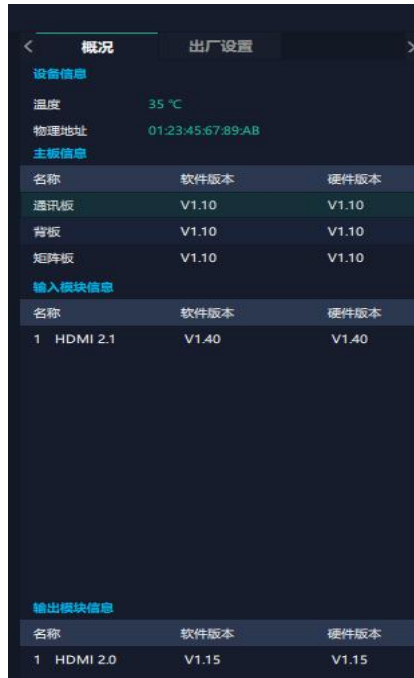 < 概况 出厂设置 >
设备信息
温度 35 ℃
物理地址 01:23:45:67:89:AB
主板信息
名称 软件版本 硬件版本
通讯板 V1.10 V1.10
背板 V1.10 V1.10
矩阵板 V1.10 V1.10
输入模块信息
名称 软件版本 硬件版本
1 HDMI 2.1 V1.40 V1.40
输出模块信息
名称 软件版本 硬件版本
1 HDMI 2.0 V1.15 V1.15